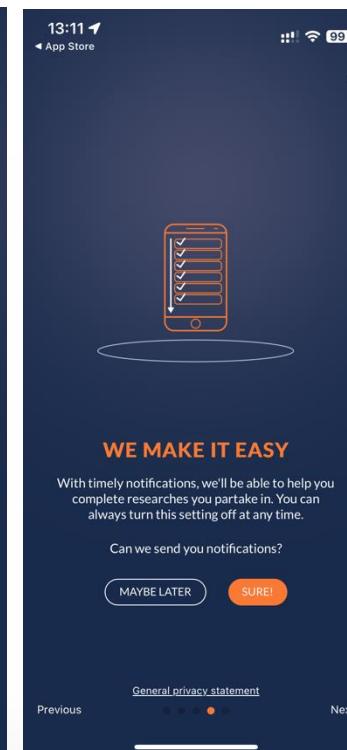 13:11
99
◀ App Store
WE MAKE IT EASY
With timely notifications, we'll be able to help you
complete researches you partake in. You can
always turn this setting off at any time.
Can we send you notifications?
MAYBE LATER
SURE!
General privacy statement
Previous